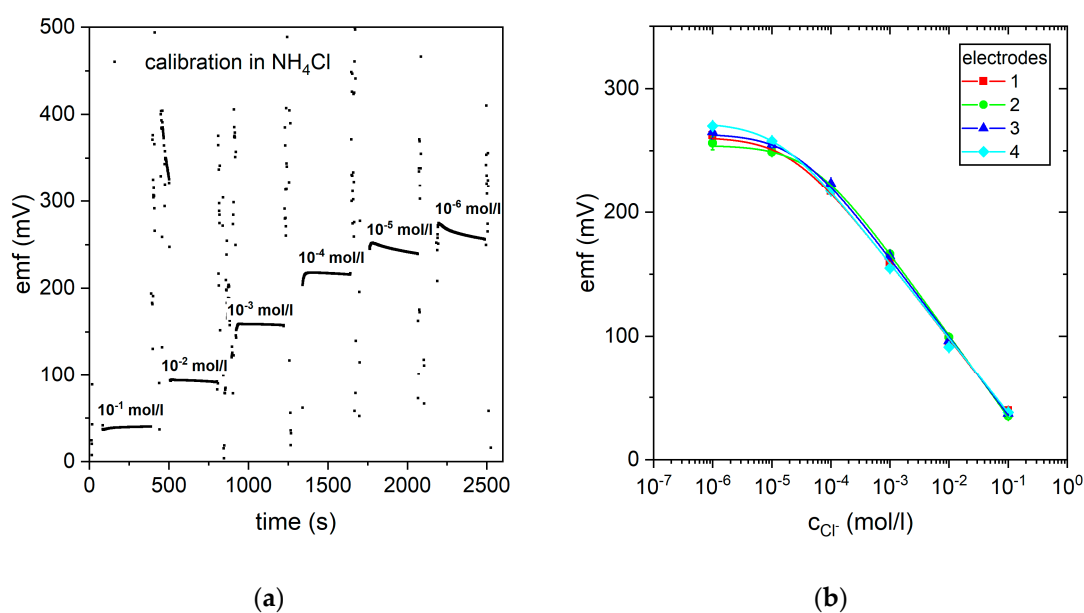 500
400
300
200
100
0
emf (mV)
calibration in NH₄Cl
10⁻¹ mol/l
10⁻² mol/l
10⁻³ mol/l
10⁻⁴ mol/l
10⁻⁵ mol/l
10⁻⁶ mol/l
0 500 1000 1500 2000 2500
time (s)
(a)
300
200
100
0
emf (mV)
electrodes
1
2
3
4
10⁻⁷ 10⁻⁶ 10⁻⁵ 10⁻⁴ 10⁻³ 10⁻² 10⁻¹ 10⁰
c_Cl⁻ (mol/l)
(b)